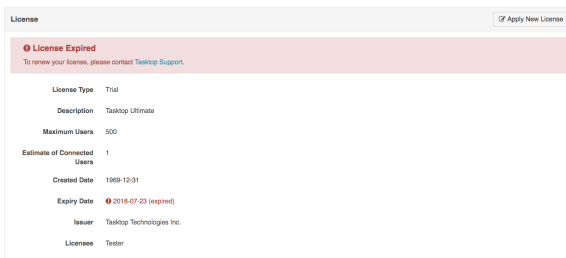 License
Apply New License
License Expired
To renew your license, please contact Tasktop Support.
License Type Trial
Description Tasktop Ultimate
Maximum Users 500
Estimate of Connected 1
Users
Created Date 1969-12-31
Expiry Date 2018-07-23 (expired)
Issuer Tasktop Technologies Inc.
Licensee Tester